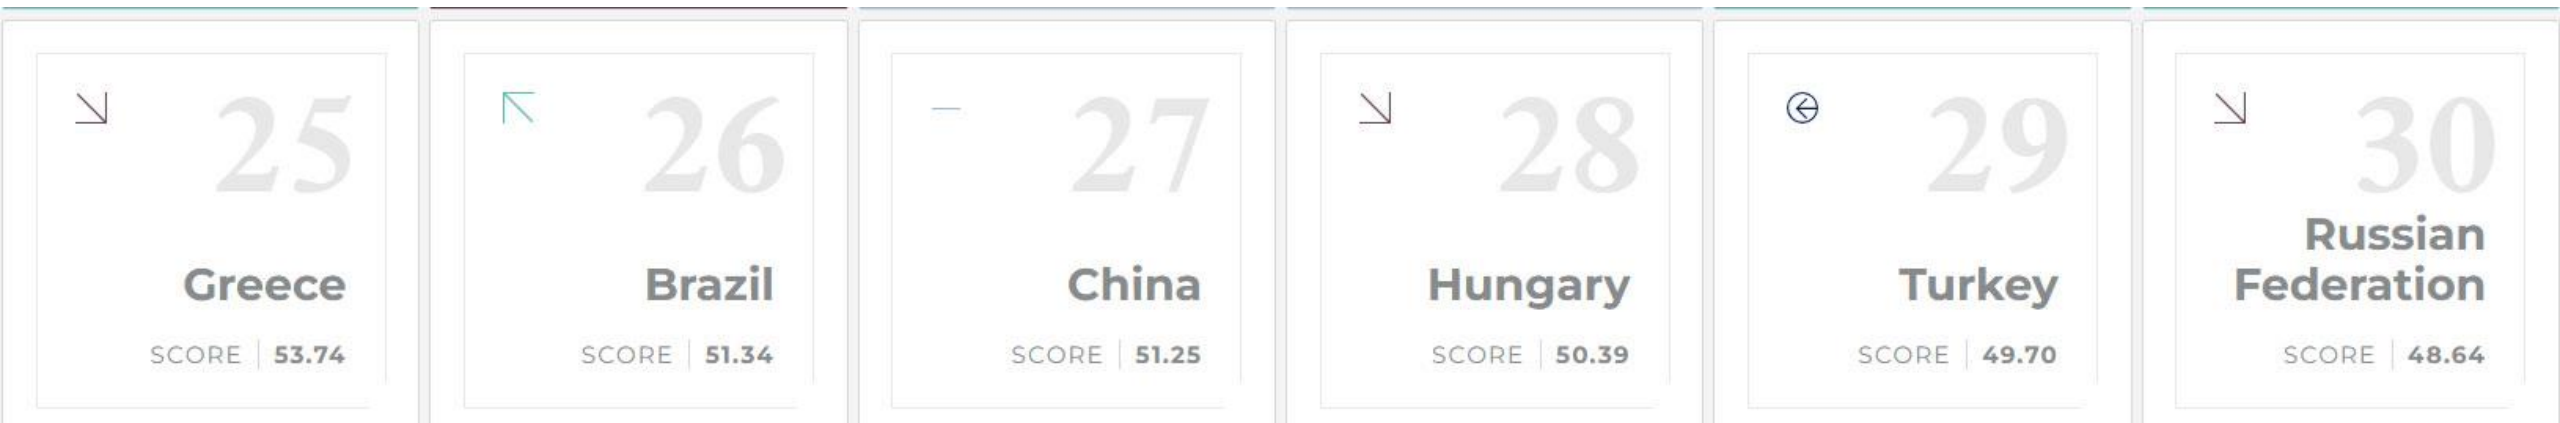 25
Greece
SCORE 53.74
26
Brazil
SCORE 51.34
27
China
SCORE 51.25
28
Hungary
SCORE 50.39
29
Turkey
SCORE 49.70
30
Russian
Federation
SCORE 48.64